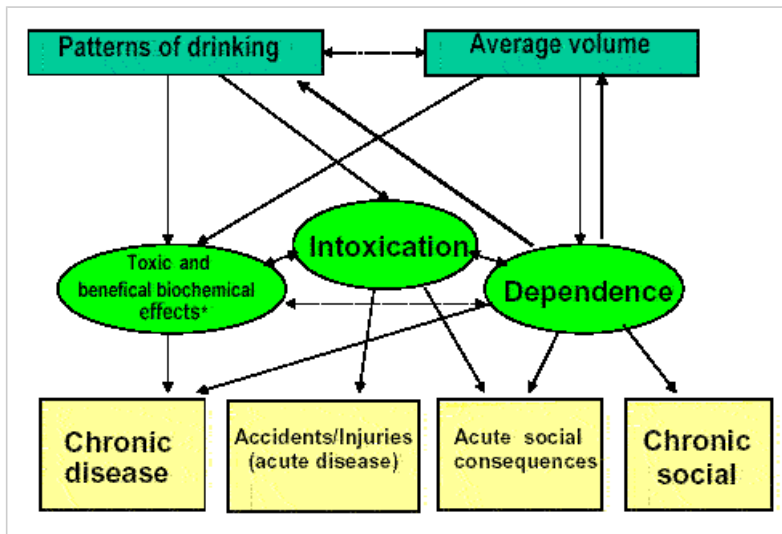 Patterns of drinking
Average volume
Intoxication
Toxic and
benefical biochemical
effects*
Dependence
Chronic
disease
Accidents/Injuries
(acute disease)
Acute social
consequences
Chronic
social